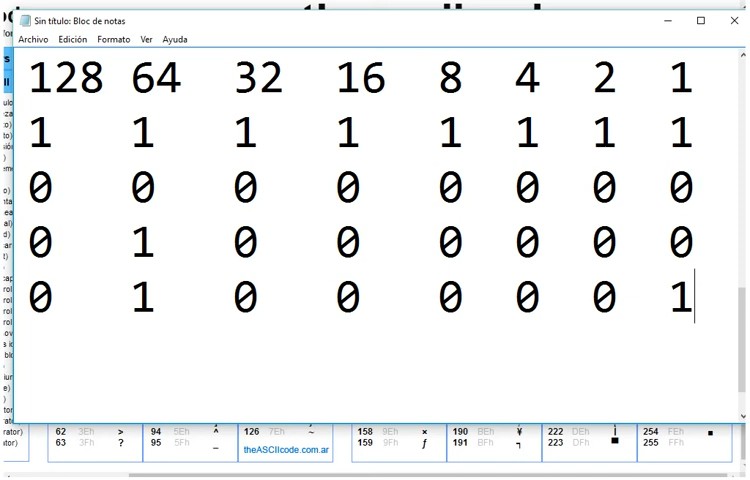 Sin título: Bloc de notas
Archivo Edición Formato Ver Ayuda
128 64 32 16 8 4 2 1
1 1 1 1 1 1 1 1
0 0 0 0 0 0 0 0
0 1 0 0 0 0 0 0
0 1 0 0 0 0 0 1
62 3Eh > 94 5Eh ^ 126 7Eh ~ 158 9Eh × 190 BEh ¥ 222 DEh 254 FEh ■
63 3Fh ? 95 5Fh _ 159 9Fh ƒ 191 BFh ┐ 223 DFh ▀ 255 FFh
theASCIIcode.com.ar